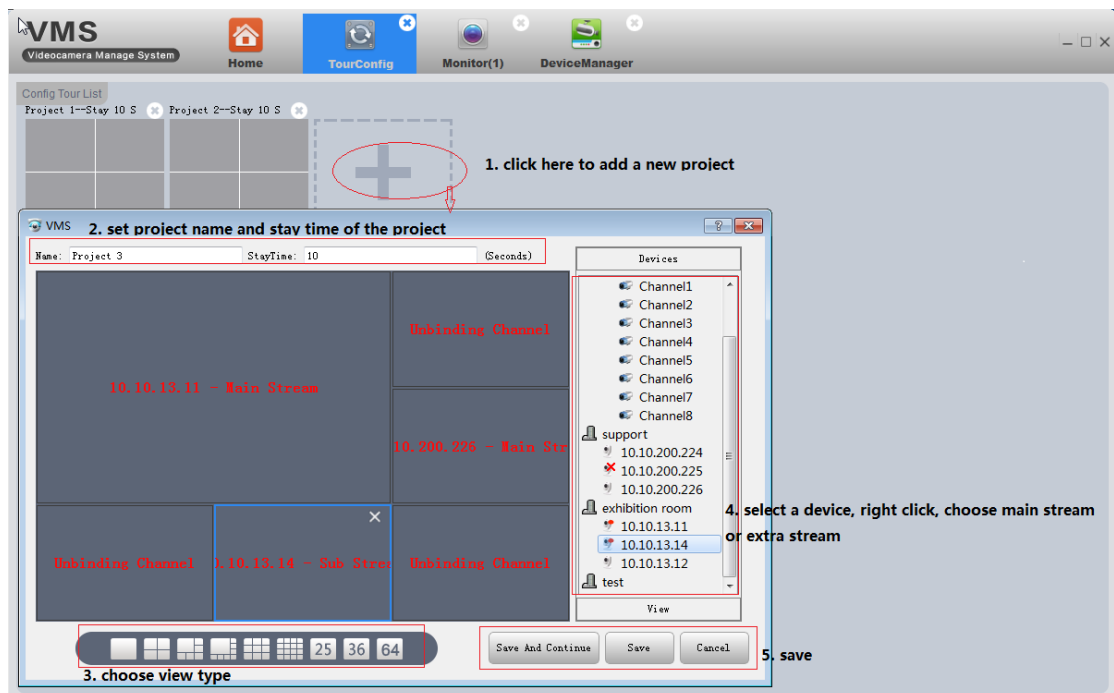 VMS
Videocamera Manage System
Home
TourConfig
Monitor(1)
DeviceManager
Config Tour List
Project 1--Stay 10 S
Project 2--Stay 10 S
1. click here to add a new project
VMS
2. set project name and stay time of the project
Name: Project 3 StayTime: 10 (Seconds)
Devices
10.10.13.11 - Main Stream
Unbinding Channel
10.200.226 - Main Str
Unbinding Channel
.10.13.14 - Sub Strea
Unbinding Channel
Channel1
Channel2
Channel3
Channel4
Channel5
Channel6
Channel7
Channel8
support
10.10.200.224
10.10.200.225
10.10.200.226
exhibition room
10.10.13.11
10.10.13.14
10.10.13.12
test
View
4. select a device, right click, choose main stream
or extra stream
25 36 64
3. choose view type
Save And Continue
Save
Cancel
5. save